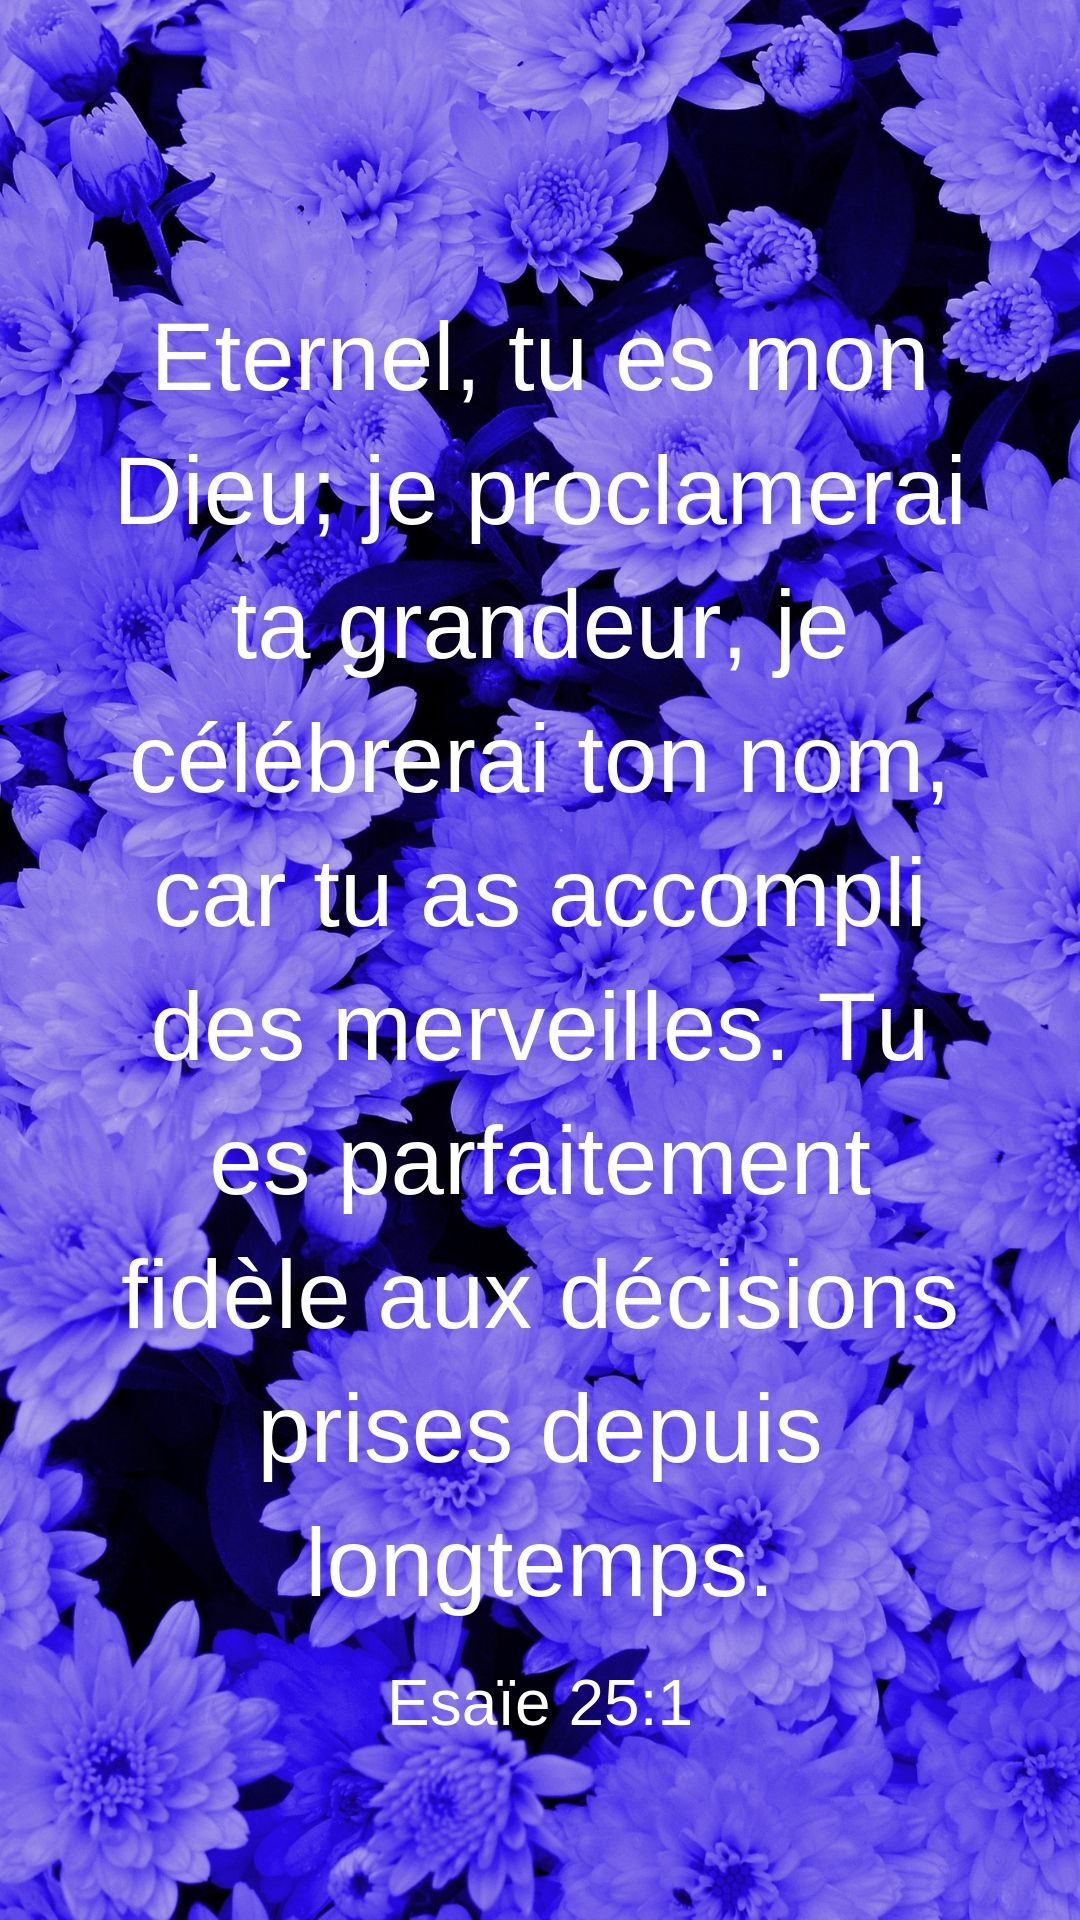 Eternel, tu es mon
Dieu; je proclamerai
ta grandeur, je
célébrerai ton nom,
car tu as accompli
des merveilles. Tu
es parfaitement
fidèle aux décisions
prises depuis
longtemps.
Esaïe 25:1